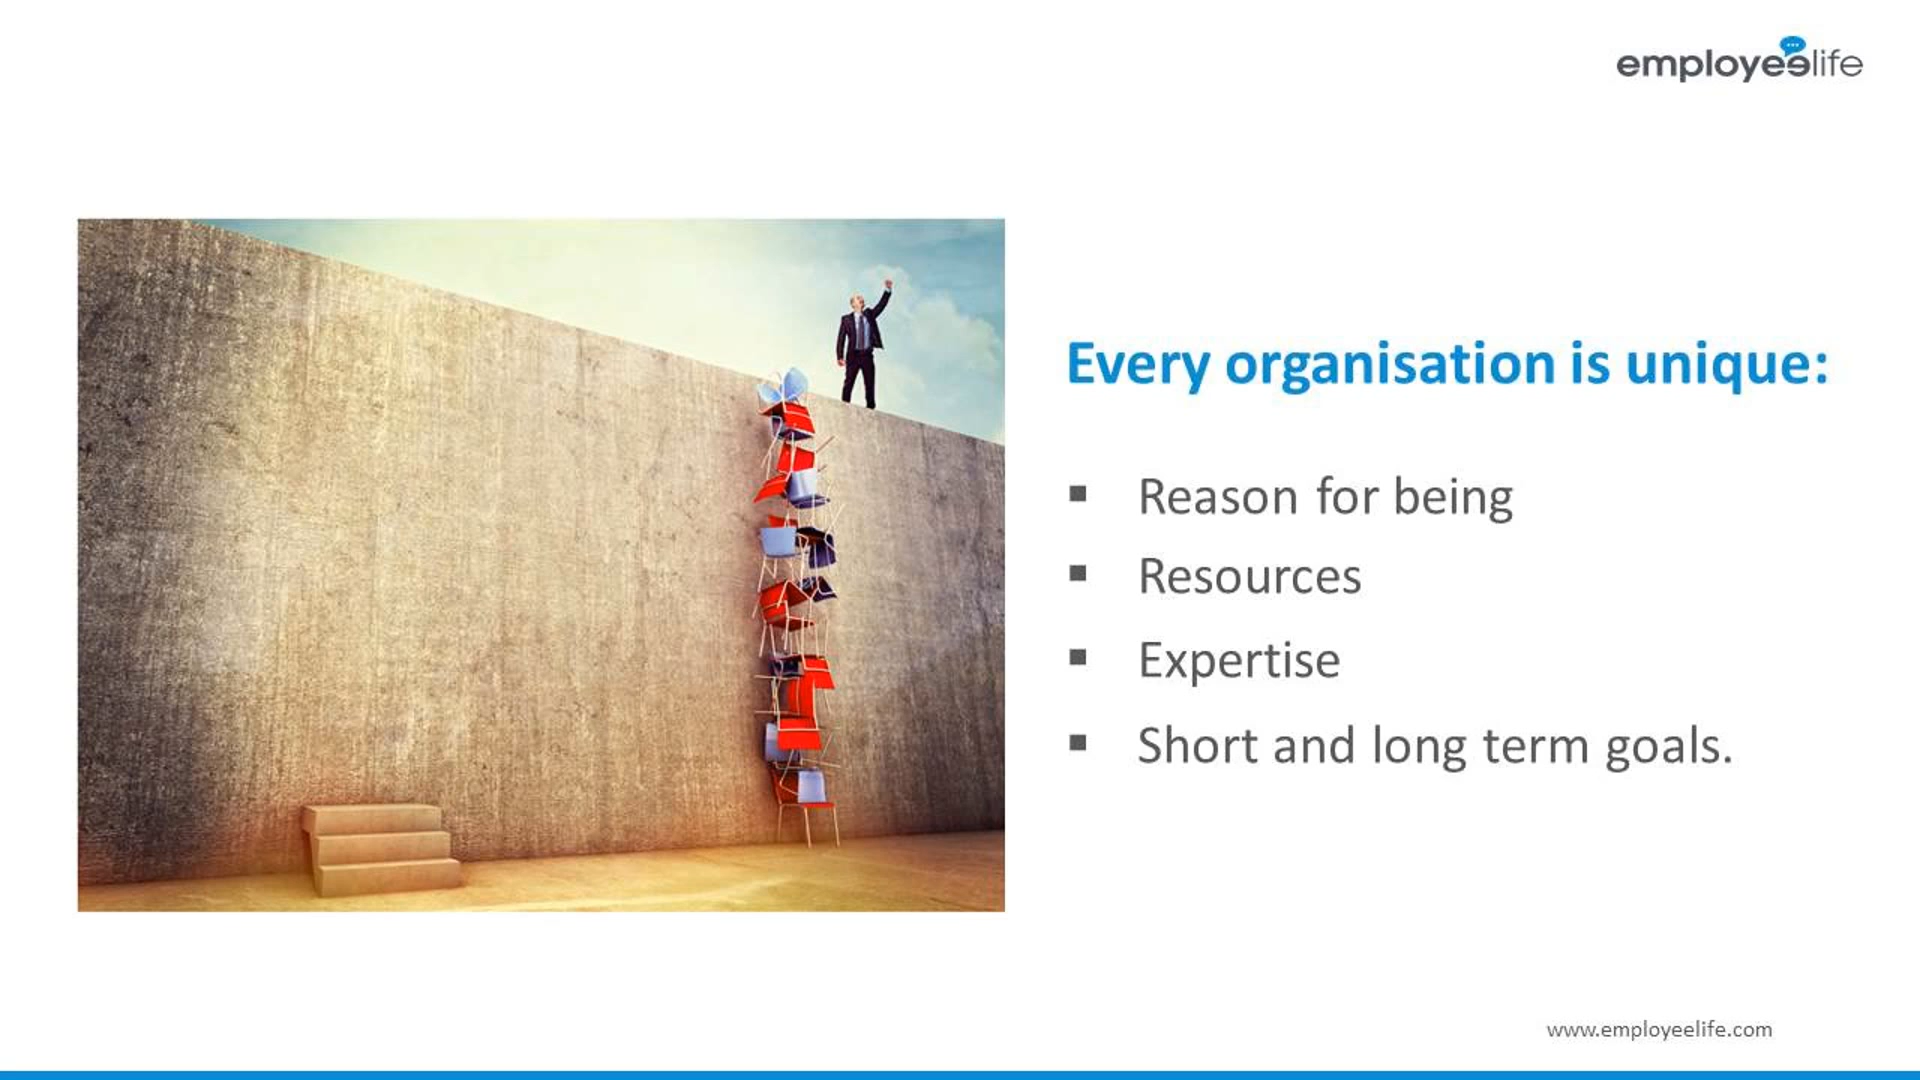 employeelife
Every organisation is unique:
▪ Reason for being
▪ Resources
▪ Expertise
▪ Short and long term goals.
www.employeelife.com